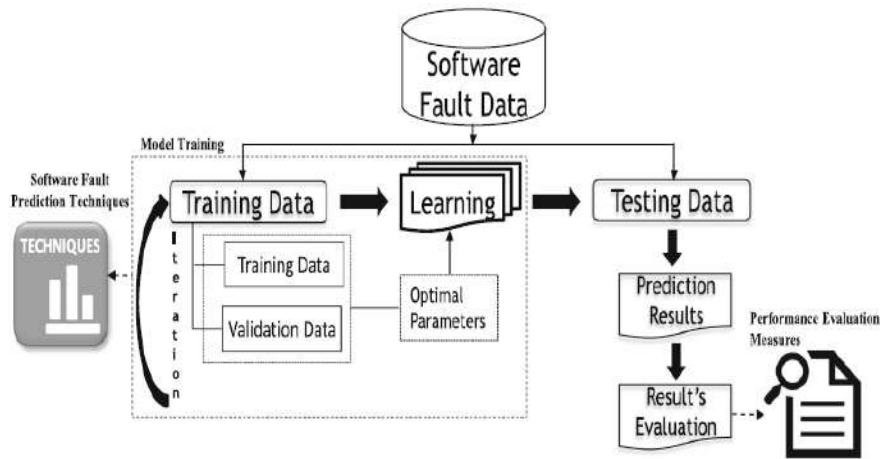 Software
Fault Data
Model Training
Software Fault
Prediction Techniques
TECHNIQUES
Training Data
Learning
Testing Data
Iteration
Training Data
Validation Data
Optimal
Parameters
Prediction
Results
Performance Evaluation
Measures
Result's
Evaluation